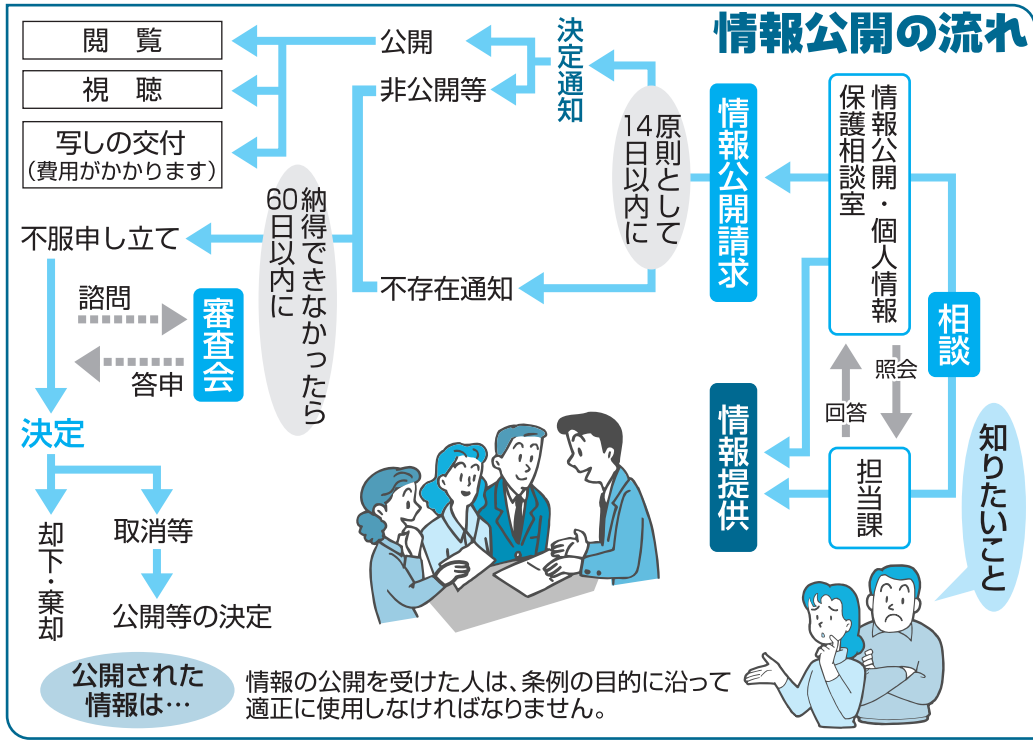 情報公開の流れ
知りたいこと
相談
情報公開・個人情報
保護相談室
照会
回答
担当課
情報公開請求
情報提供
原則として
14日以内に
決定通知
公開
非公開等
不存在通知
閲 覧
視 聴
写しの交付
(費用がかかります)
納得できなかったら
60日以内に
不服申し立て
諮問
答申
審査会
決定
却下・棄却
取消等
公開等の決定
公開された
情報は…
情報の公開を受けた人は、条例の目的に沿って
適正に使用しなければなりません。